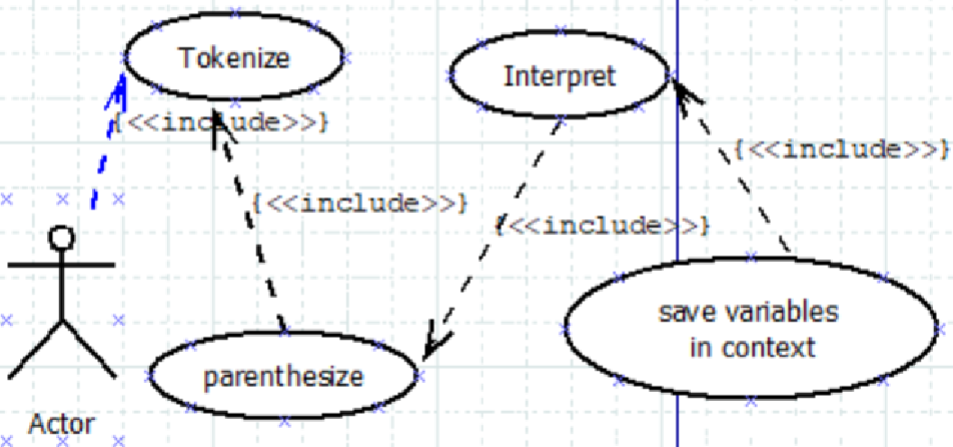 Tokenize
Interpret
{<<include>>}
{<<include>>}
{<<include>>}
{<<include>>}
save variables
in context
parenthesize
Actor